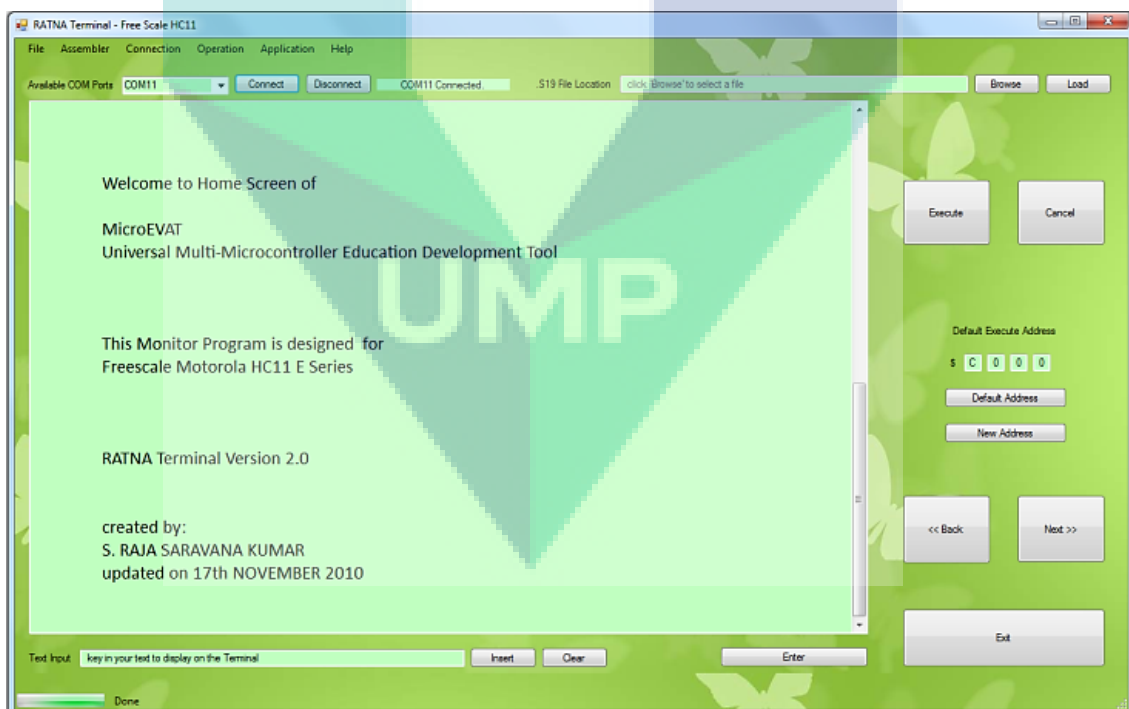 RATNA Terminal - Free Scale HC11
File Assembler Connection Operation Application Help
Available COM Ports COM11 Connect Disconnect COM11 Connected. .S19 File Location click 'Browse' to select a file Browse Load
Welcome to Home Screen of
MicroEVAT
Universal Multi-Microcontroller Education Development Tool
This Monitor Program is designed for
Freescale Motorola HC11 E Series
RATNA Terminal Version 2.0
created by:
S. RAJA SARAVANA KUMAR
updated on 17th NOVEMBER 2010
UMP
Execute Cancel
Default Execute Address
$ C 0 0 0
Default Address
New Address
<< Back Next >>
Exit
Text Input key in your text to display on the Terminal Insert Clear Enter
Done